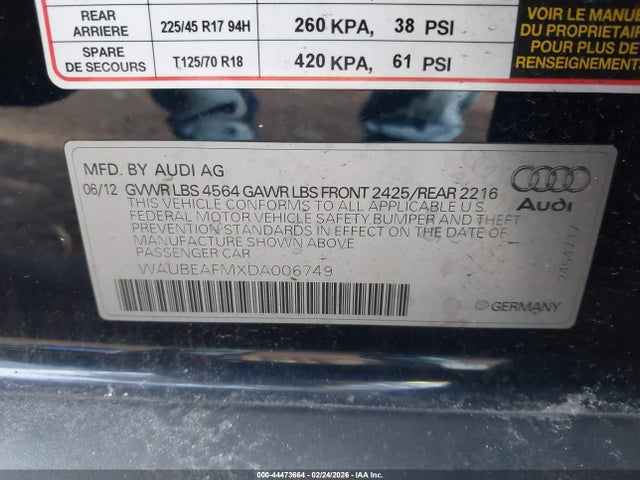 REAR
ARRIERE
225/45 R17 94H
260 KPA, 38 PSI
SPARE
DE SECOURS
T125/70 R18
420 KPA, 61 PSI
VOIR LE MANUEL
DU PROPRIETAIRE
POUR PLUS DE
RENSEIGNEMENTS
MFD. BY AUDI AG
06/12 GVWR LBS 4564 GAWR LBS FRONT 2425/REAR 2216
THIS VEHICLE CONFORMS TO ALL APPLICABLE U.S.
FEDERAL MOTOR VEHICLE SAFETY BUMPER AND THEFT
PREVENTION STANDARDS IN EFFECT ON THE DATE OF
MANUFACTURE SHOWN ABOVE
PASSENGER CAR
WAUBEAFMXDA006749
Audi
2454717
GERMANY
000-44473664 - 02/24/2026 - IAA Inc.